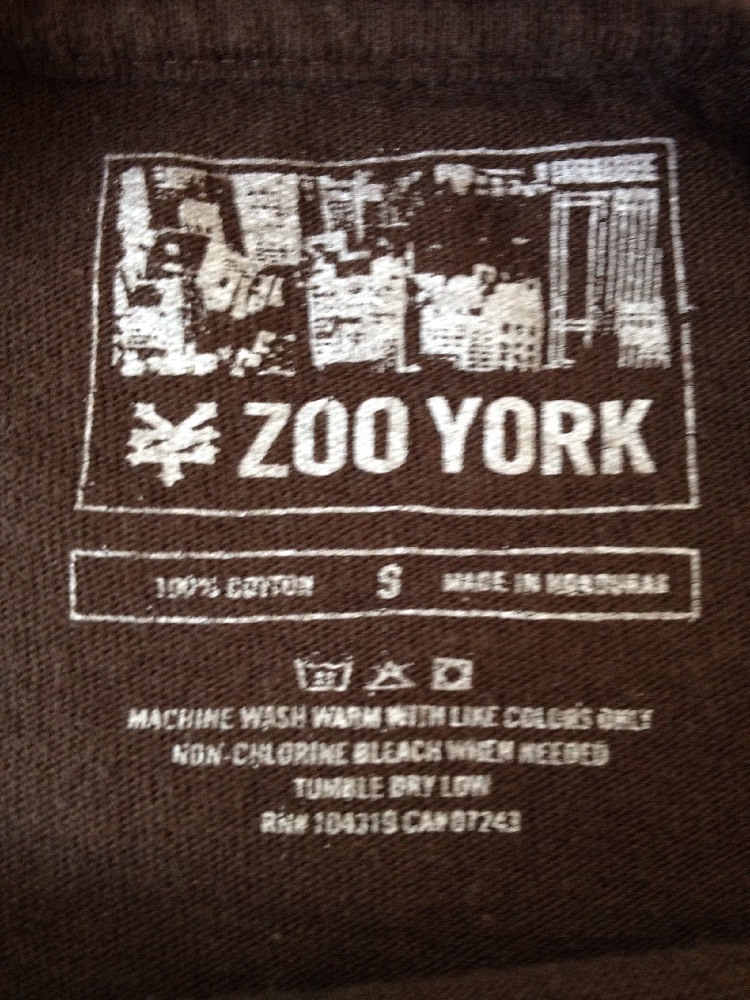 ZOO YORK
100% COTTON S MADE IN HONDURAS
MACHINE WASH WARM WITH LIKE COLORS ONLY
NON-CHLORINE BLEACH WHEN NEEDED
TUMBLE DRY LOW
RN# 104319 CA# 07243